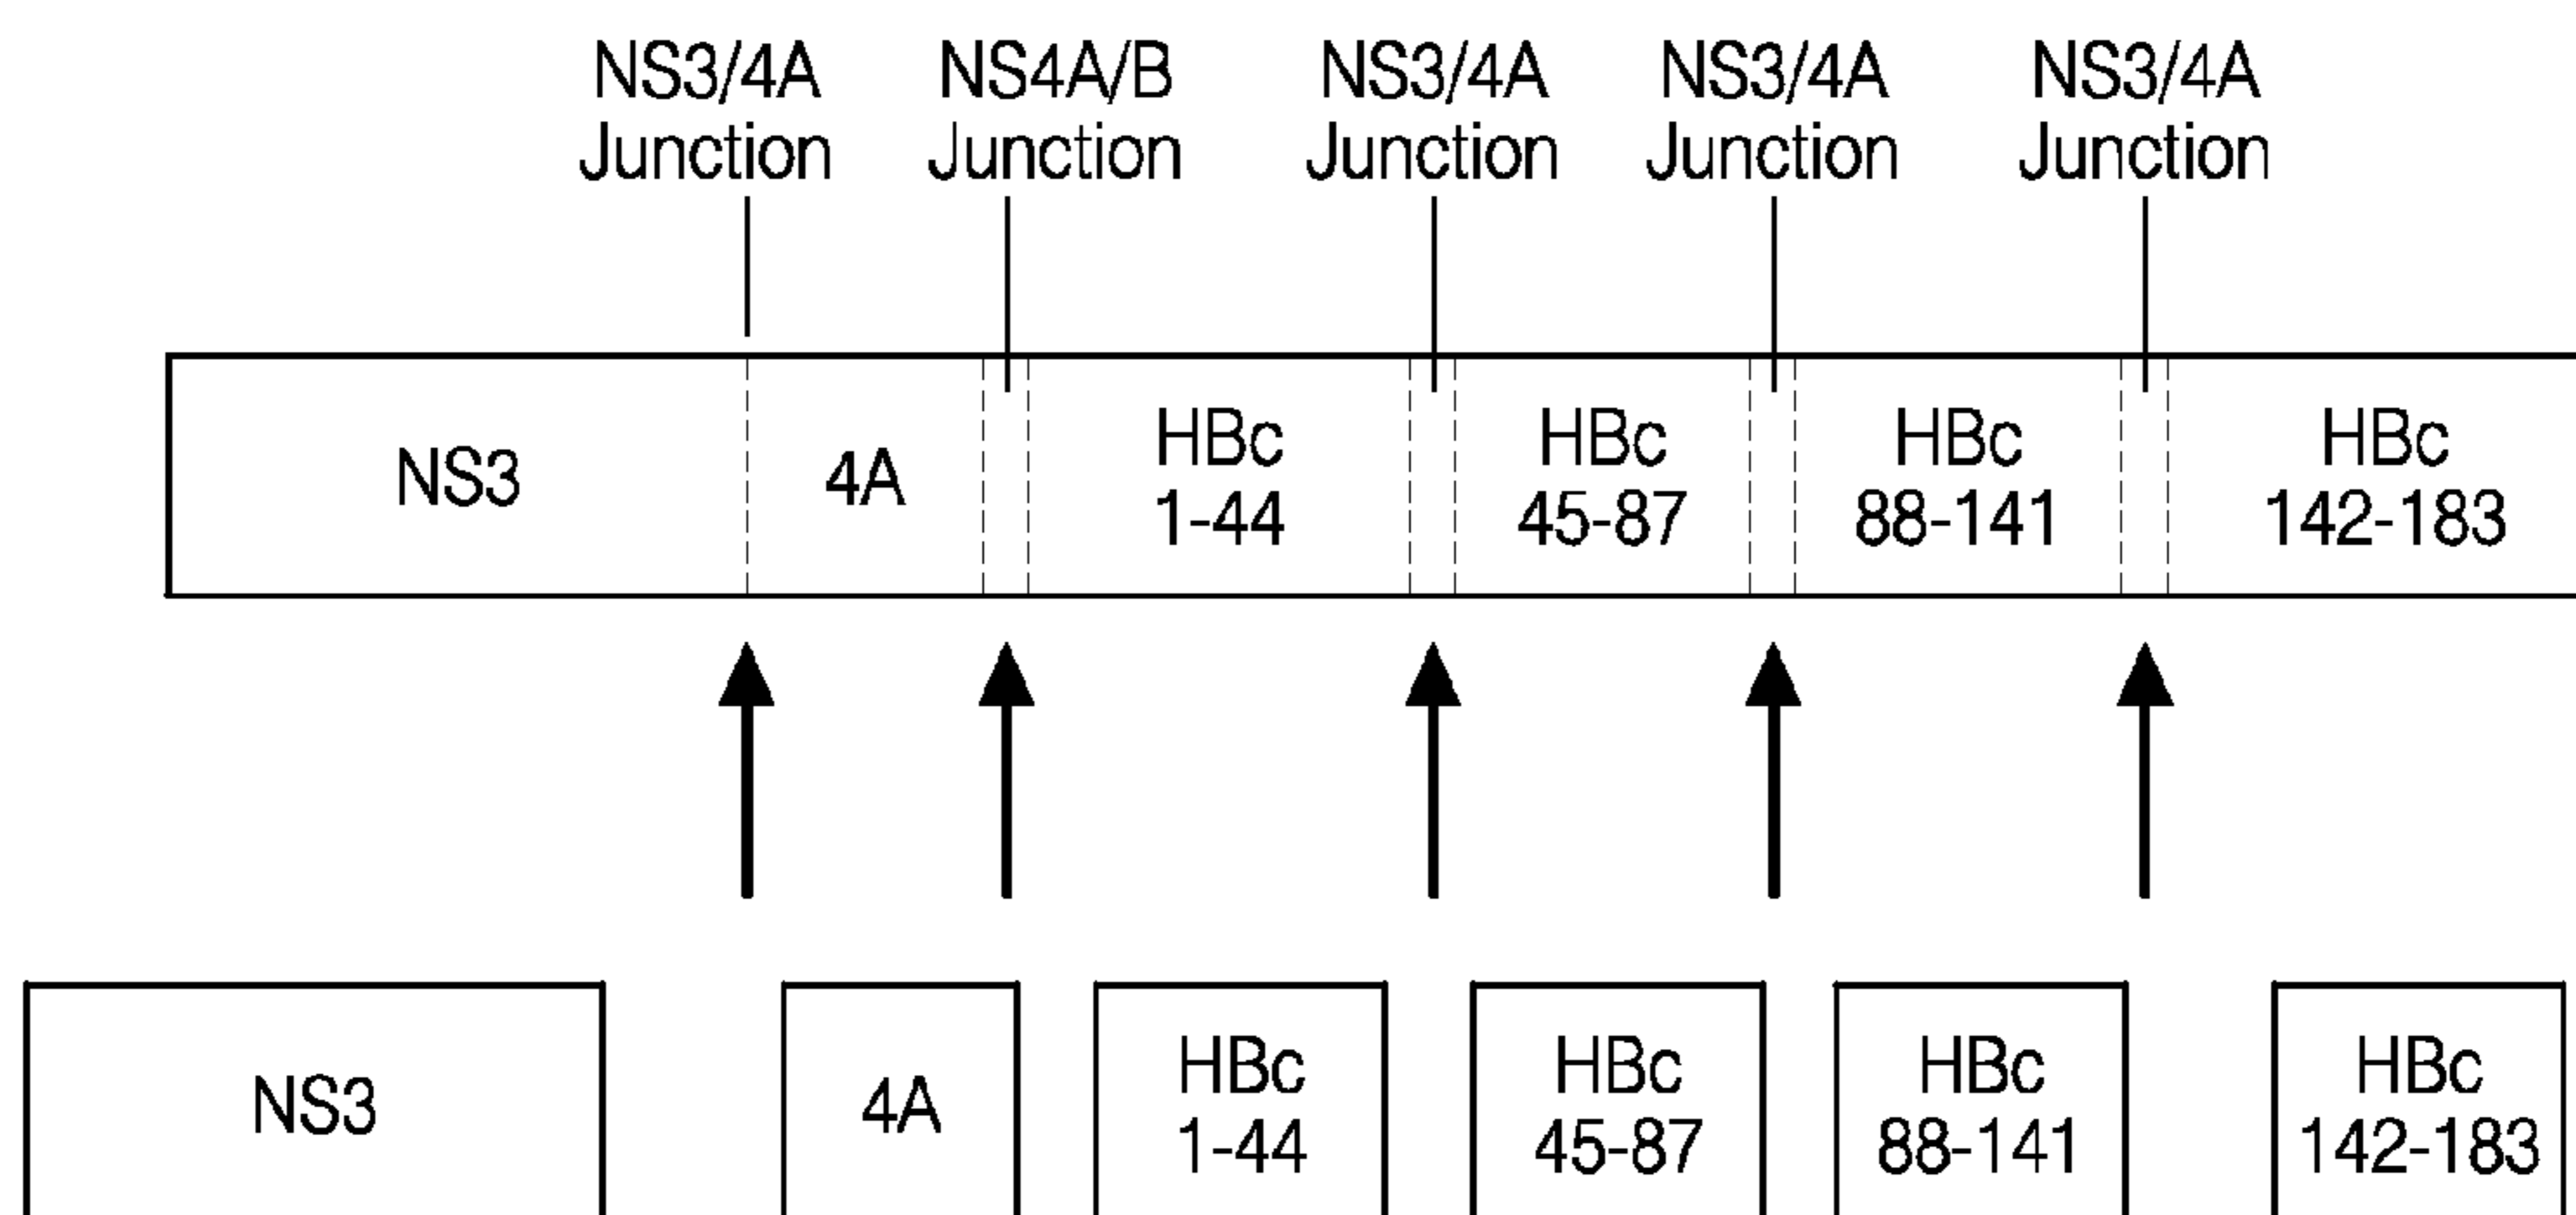 NS3/4A NS4A/B NS3/4A NS3/4A NS3/4A
Junction Junction Junction Junction Junction
NS3 4A HBc 1-44 HBc 45-87 HBc 88-141 HBc 142-183
NS3 4A HBc 1-44 HBc 45-87 HBc 88-141 HBc 142-183